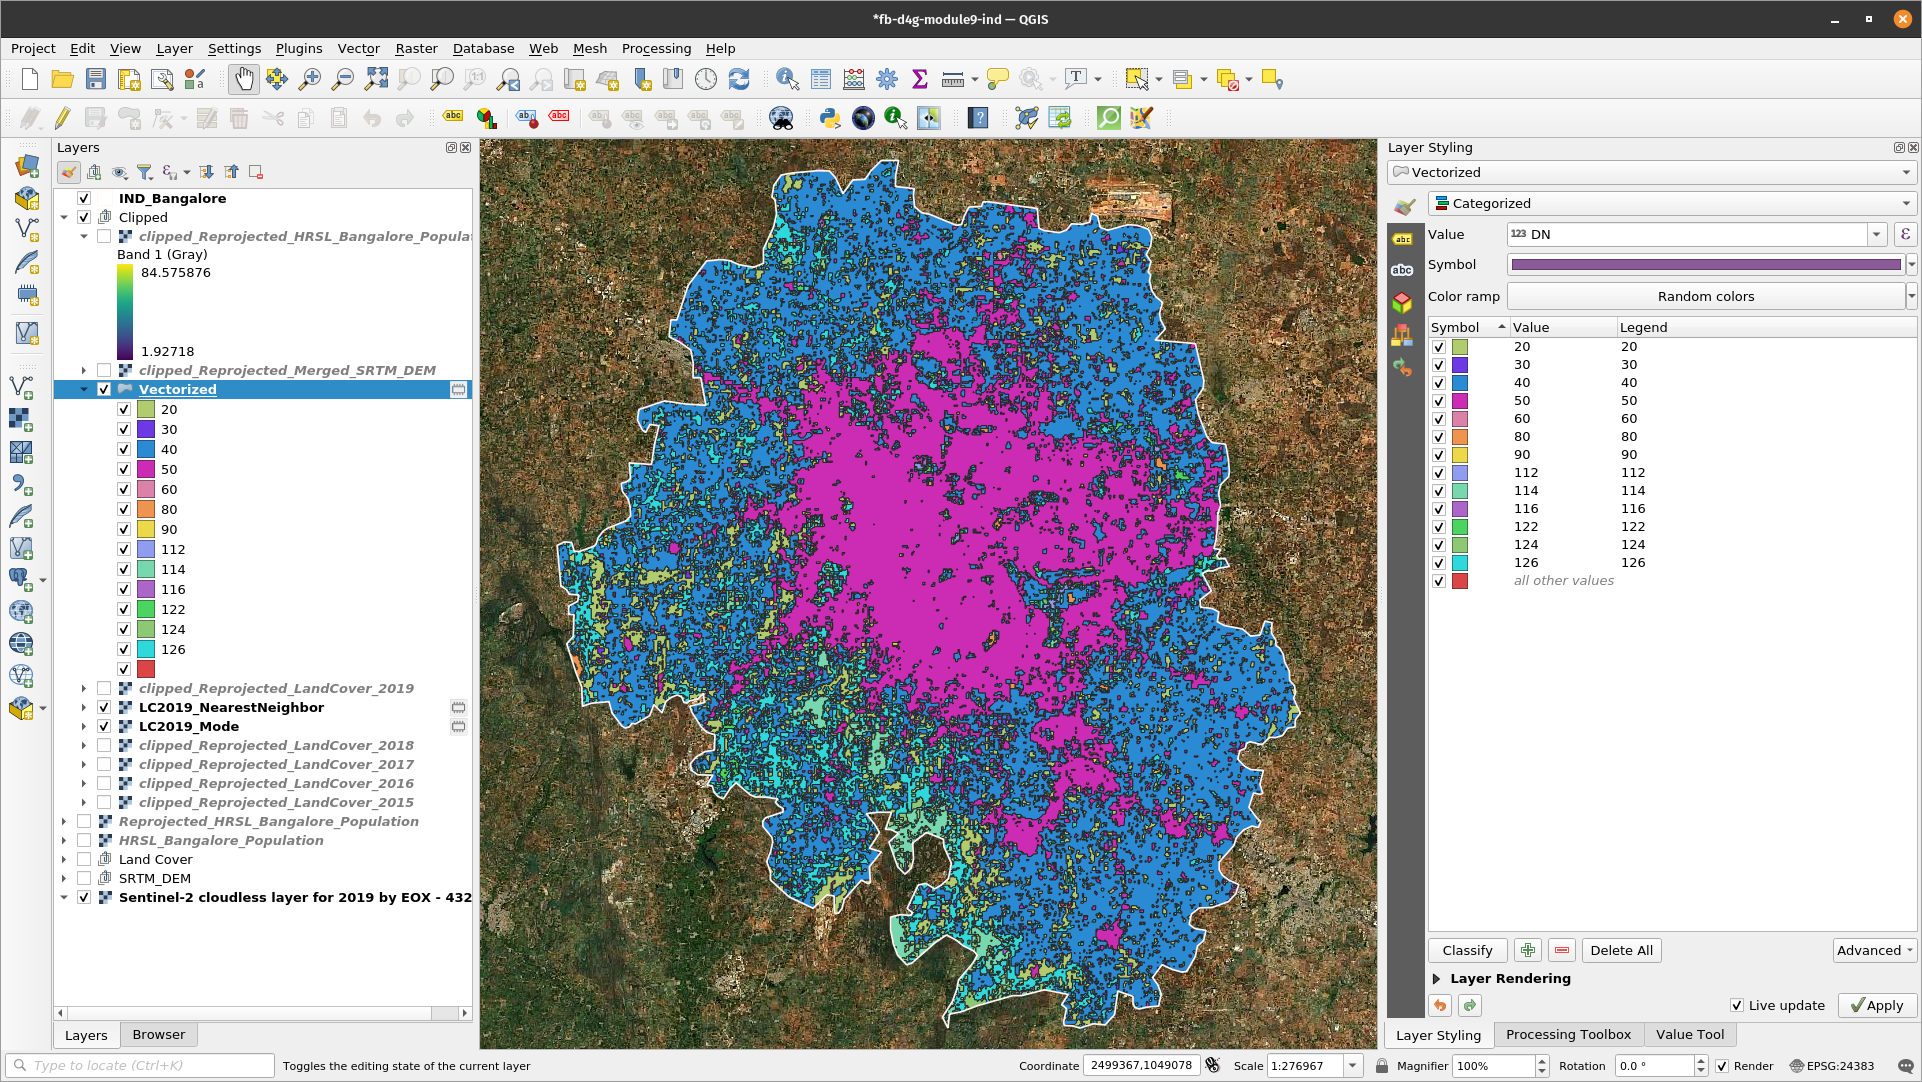 *fb-d4g-module9-ind — QGIS
Project Edit View Layer Settings Plugins Vector Raster Database Web Mesh Processing Help
Layers
IND_Bangalore
Clipped
clipped_Reprojected_HRSL_Bangalore_Populat
Band 1 (Gray)
84.575876
1.92718
clipped_Reprojected_Merged_SRTM_DEM
Vectorized
20
30
40
50
60
80
90
112
114
116
122
124
126
clipped_Reprojected_LandCover_2019
LC2019_NearestNeighbor
LC2019_Mode
clipped_Reprojected_LandCover_2018
clipped_Reprojected_LandCover_2017
clipped_Reprojected_LandCover_2016
clipped_Reprojected_LandCover_2015
Reprojected_HRSL_Bangalore_Population
HRSL_Bangalore_Population
Land Cover
SRTM_DEM
Sentinel-2 cloudless layer for 2019 by EOX - 432
Layers Browser
Layer Styling
Vectorized
Categorized
Value 123 DN
Symbol
Color ramp Random colors
Symbol Value Legend
20 20
30 30
40 40
50 50
60 60
80 80
90 90
112 112
114 114
116 116
122 122
124 124
126 126
all other values
Classify Delete All Advanced
Layer Rendering
Live update Apply
Layer Styling Processing Toolbox Value Tool
Type to locate (Ctrl+K) Toggles the editing state of the current layer Coordinate 2499367,1049078 Scale 1:276967 Magnifier 100% Rotation 0.0 ° Render EPSG:24383